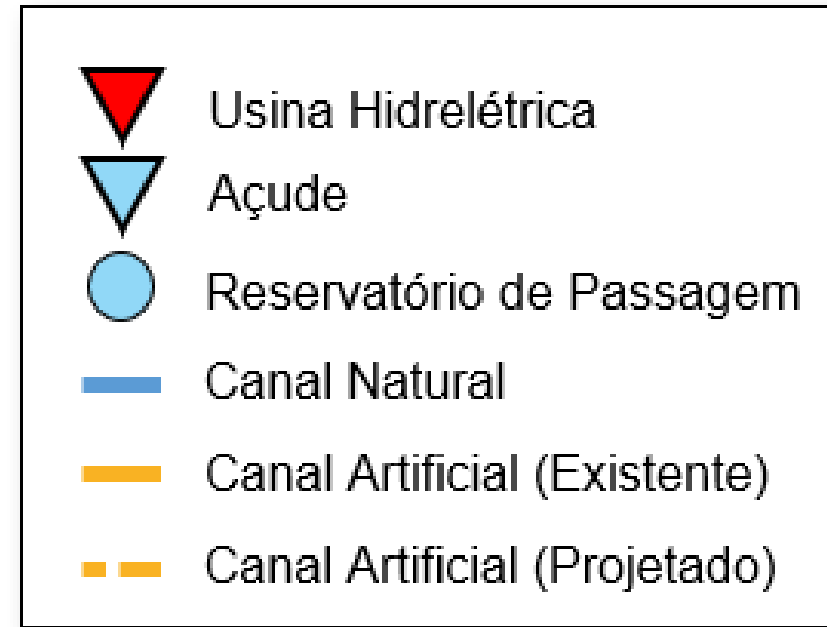 Usina Hidrelétrica
Açude
Reservatório de Passagem
Canal Natural
Canal Artificial (Existente)
Canal Artificial (Projetado)